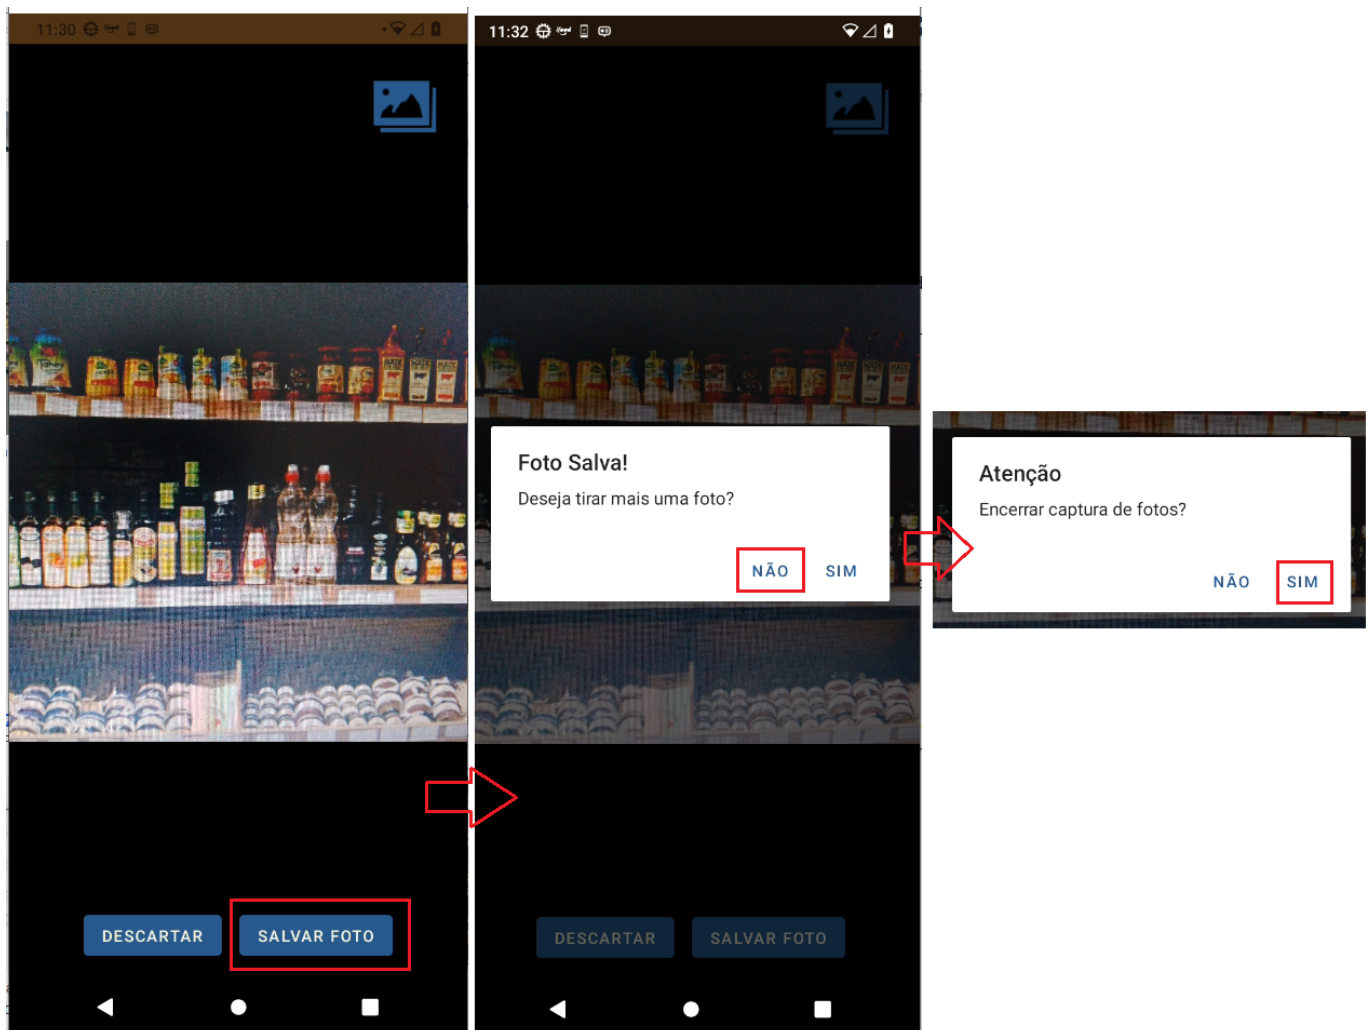 11:30
DESCARTAR
SALVAR FOTO
11:32
Foto Salva!
Deseja tirar mais uma foto?
NÃO
SIM
DESCARTAR
SALVAR FOTO
Atenção
Encerrar captura de fotos?
NÃO
SIM